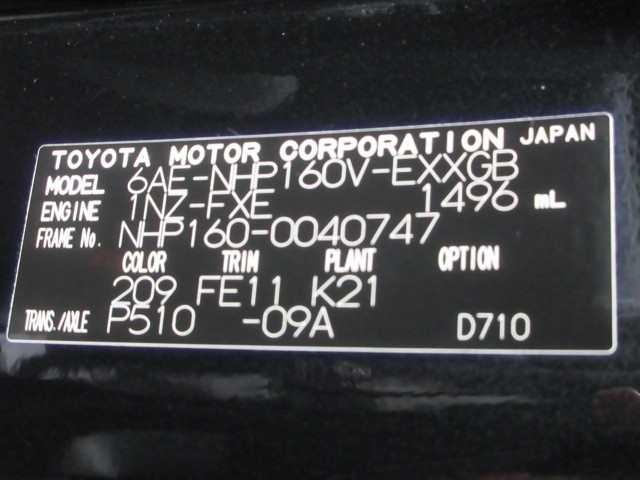 TOYOTA MOTOR CORPORATION JAPAN
MODEL 6AE-NHP160V-EXXGB
ENGINE 1NZ-FXE 1496 mL
FRAME No. NHP160-0040747
COLOR TRIM PLANT OPTION
209 FE11 K21
TRANS./AXLE P510 -09A D710